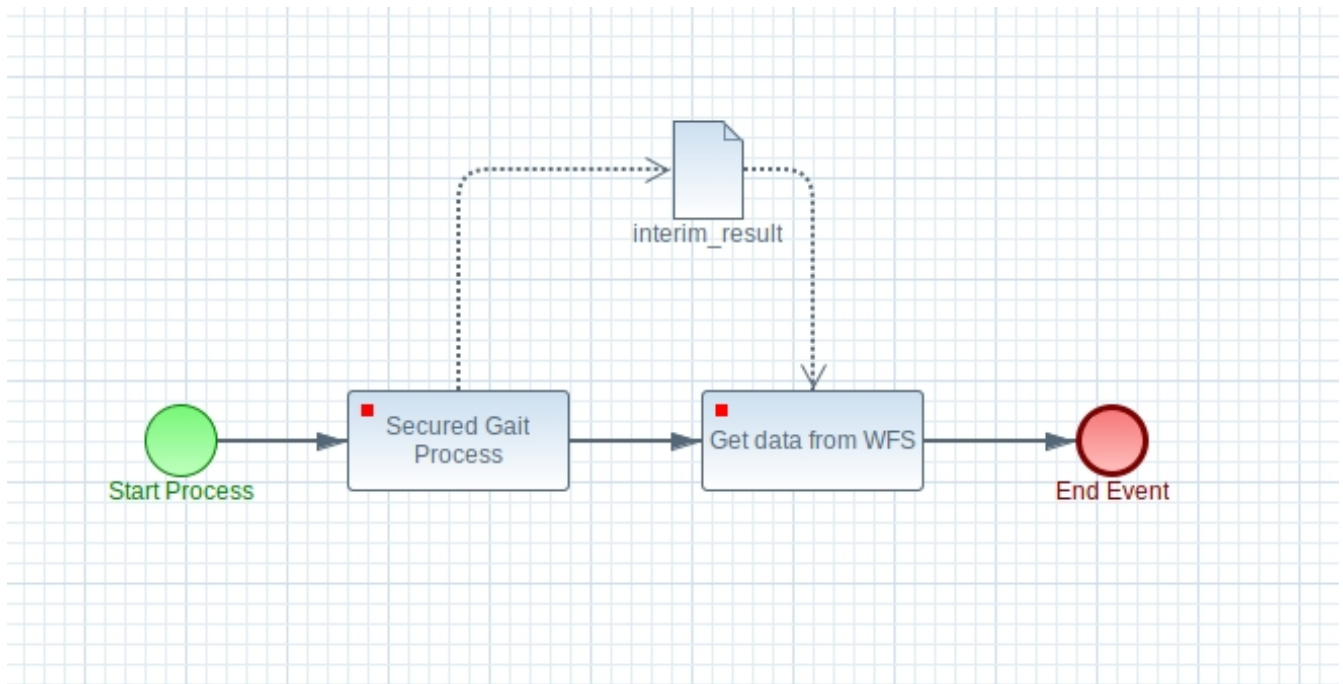 interim_result
Secured Gait
Process
Get data from WFS
Start Process
End Event